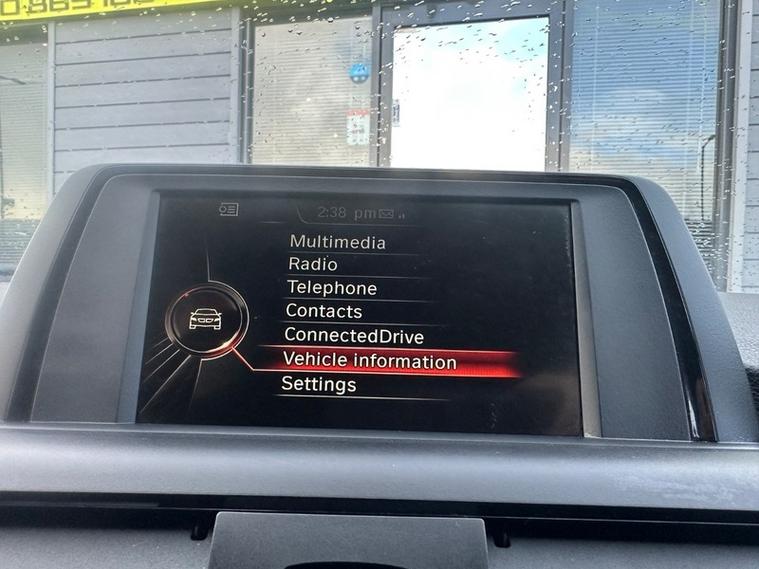 2:38 pm
Multimedia
Radio
Telephone
Contacts
ConnectedDrive
Vehicle information
Settings